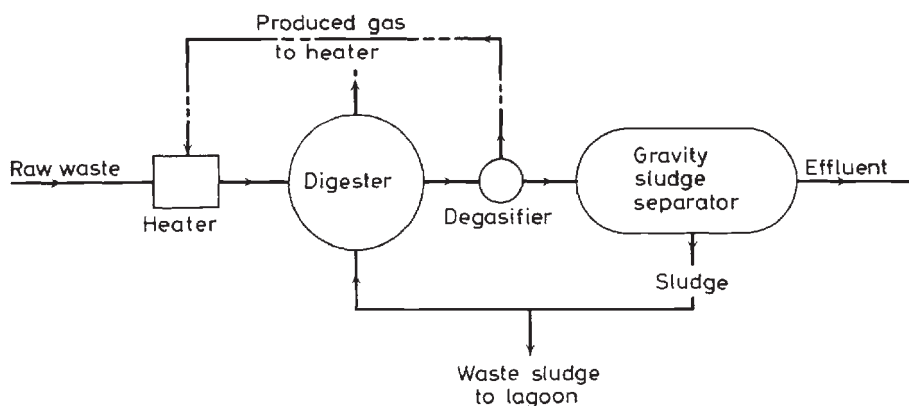 Produced gas
to heater
Raw waste
Heater
Digester
Degasifier
Gravity
sludge
separator
Effluent
Sludge
Waste sludge
to lagoon